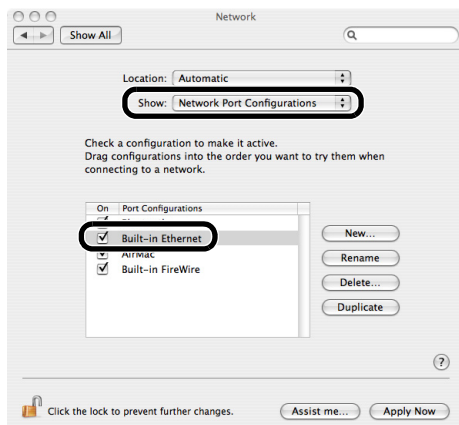 Network
Show All
Location: Automatic
Show: Network Port Configurations
Check a configuration to make it active.
Drag configurations into the order you want to try them when
connecting to a network.
On Port Configurations
Built-in Ethernet
AirMac
Built-in FireWire
New...
Rename
Delete...
Duplicate
?
Click the lock to prevent further changes.
Assist me...
Apply Now